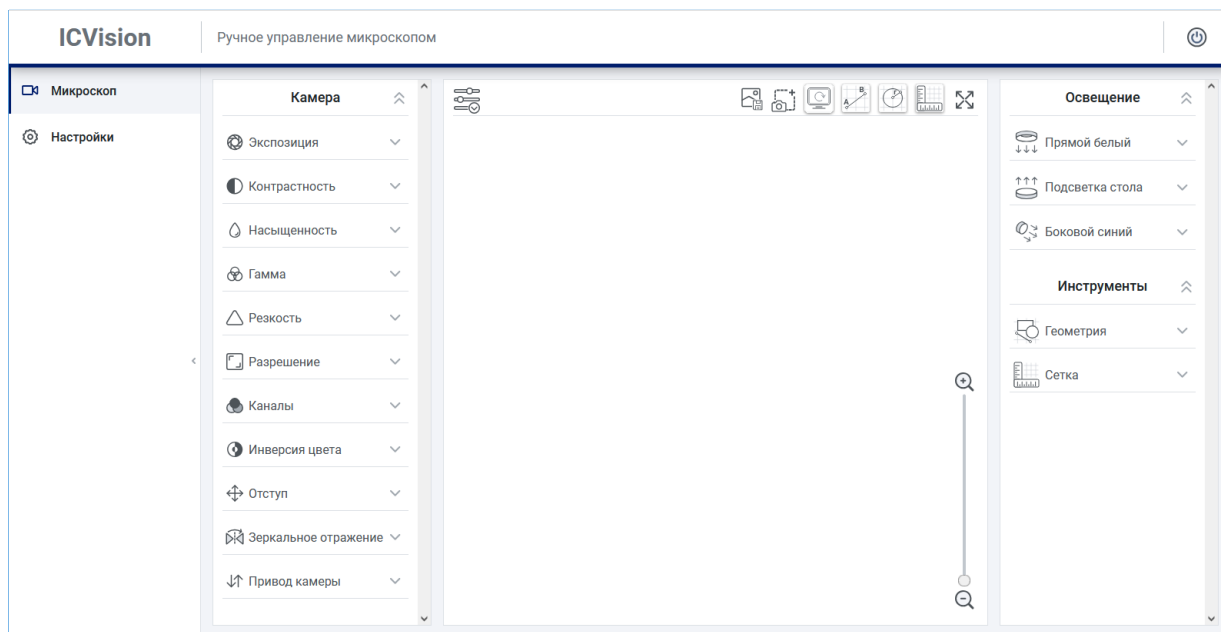 ICVision
Ручное управление микроскопом
Микроскоп
Настройки
Камера
Экспозиция
Контрастность
Насыщенность
Гамма
Резкость
Разрешение
Каналы
Инверсия цвета
Отступ
Зеркальное отражение
Привод камеры
A
B
Освещение
Прямой белый
Подсветка стола
Боковой синий
Инструменты
Геометрия
Сетка